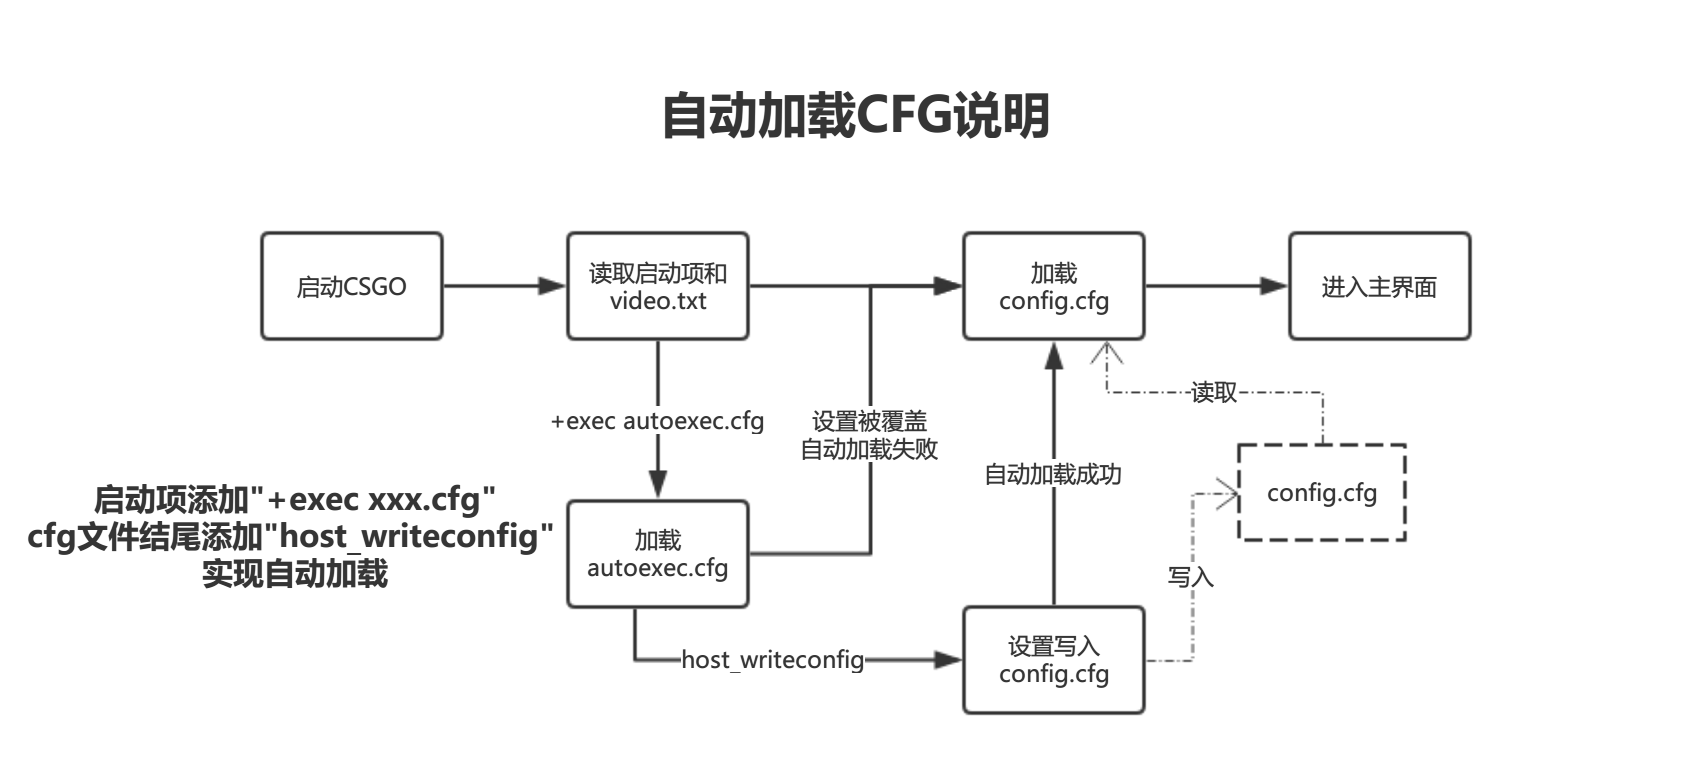 自动加载CFG说明
启动CSGO
读取启动项和
video.txt
加载
config.cfg
进入主界面
+exec autoexec.cfg
设置被覆盖
自动加载失败
读取
自动加载成功
config.cfg
启动项添加"+exec xxx.cfg"
cfg文件结尾添加"host_writeconfig"
实现自动加载
加载
autoexec.cfg
写入
host_writeconfig
设置写入
config.cfg